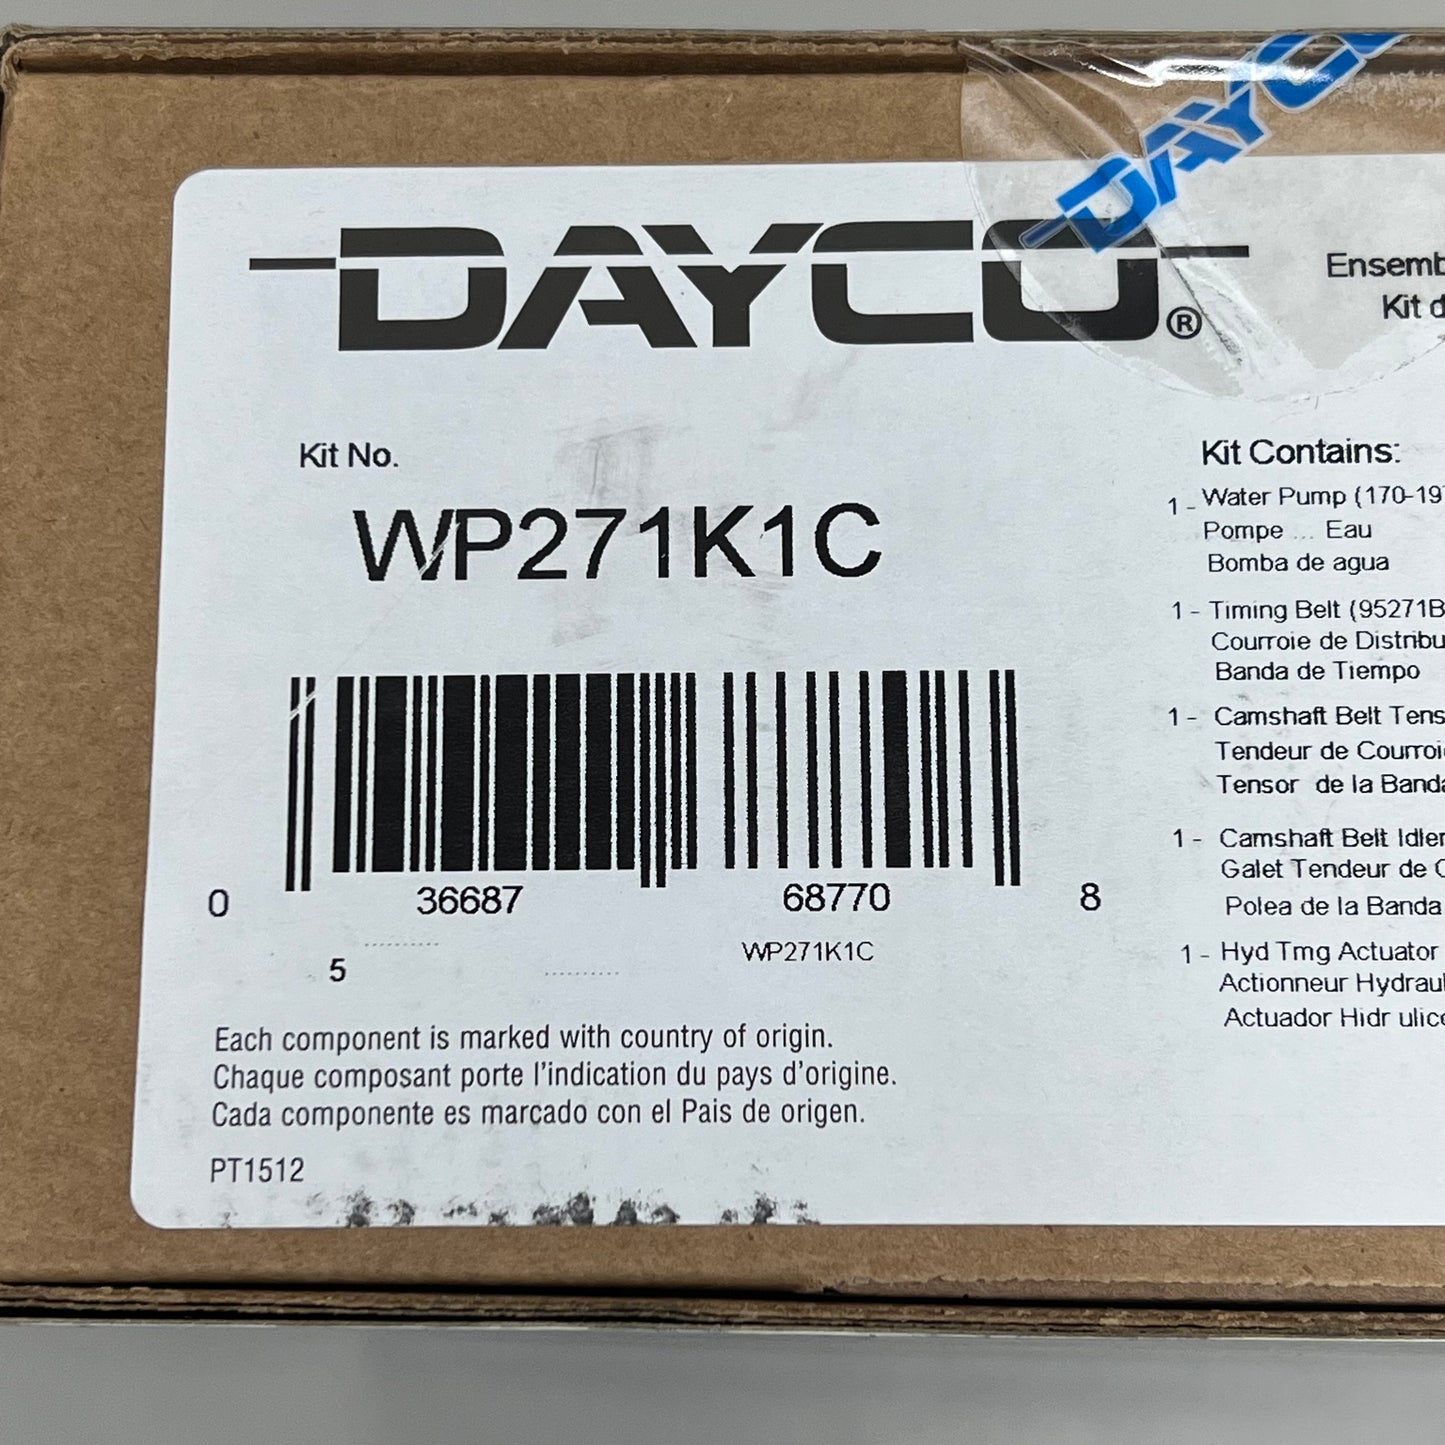 DAYCO
DAYCO®
Kit No.
WP271K1C
0 36687 68770 8
WP271K1C
5
Each component is marked with country of origin.
Chaque composant porte l'indication du pays d'origine.
Cada componente es marcado con el Pais de origen.
PT1512
Kit d
Kit Contains:
1 - Water Pump (170-19
Pompe ... Eau
Bomba de agua
1 - Timing Belt (95271B
Courroie de Distribu
Banda de Tiempo
1 - Camshaft Belt Tens
Tendeur de Courroi
Tensor de la Banda
1 - Camshaft Belt Idler
Galet Tendeur de
Polea de la Banda
1 - Hyd Tmg Actuator
Actionneur Hydraul
Actuador Hidr ulic